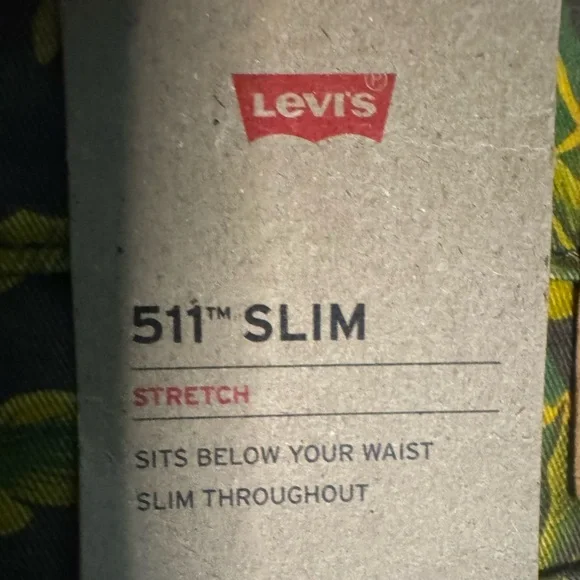 LEVI'S Ⓟ
511™ SLIM
STRETCH
SITS BELOW YOUR WAIST
SLIM THROUGHOUT